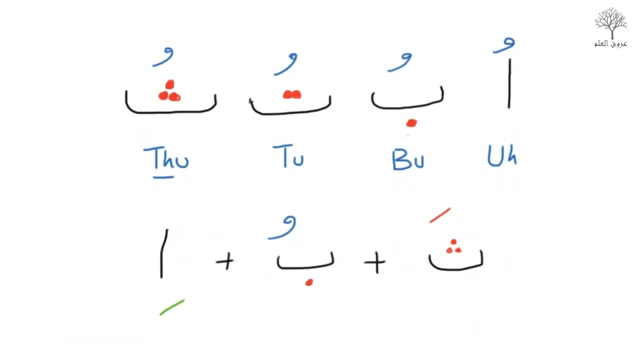 عروق العلم
اُ بُ تُ ثُ
Thu Tu Bu Uh
ثَ + بُ + اِ